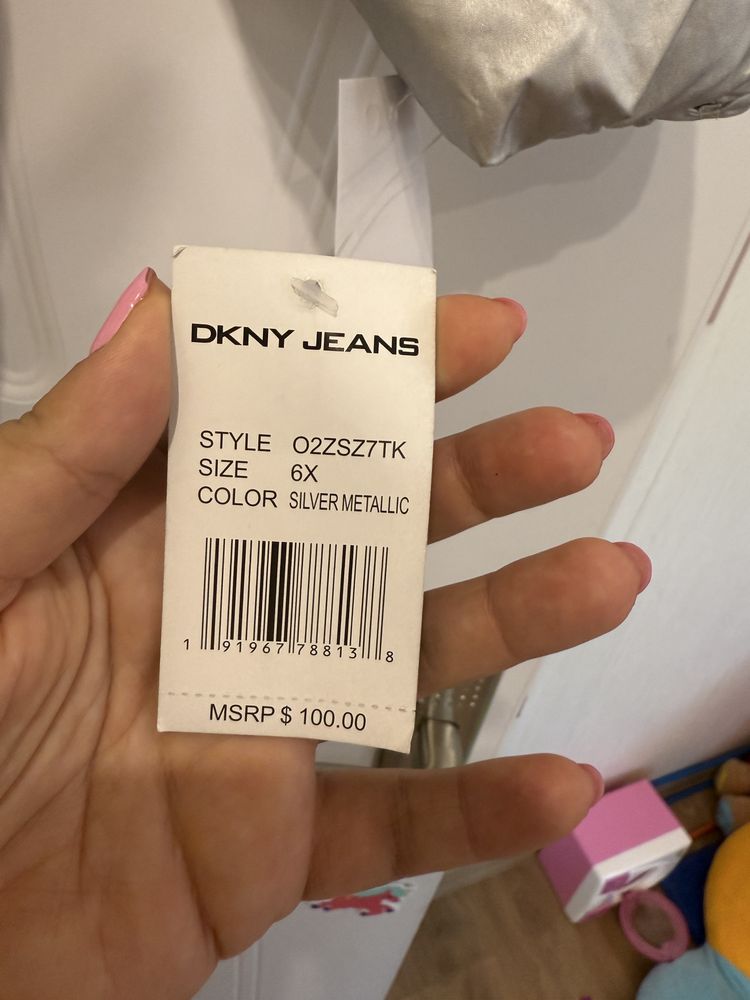 DKNY JEANS
STYLE O2ZSZ7TK
SIZE 6X
COLOR SILVER METALLIC
1 91967 78813 8
MSRP $ 100.00